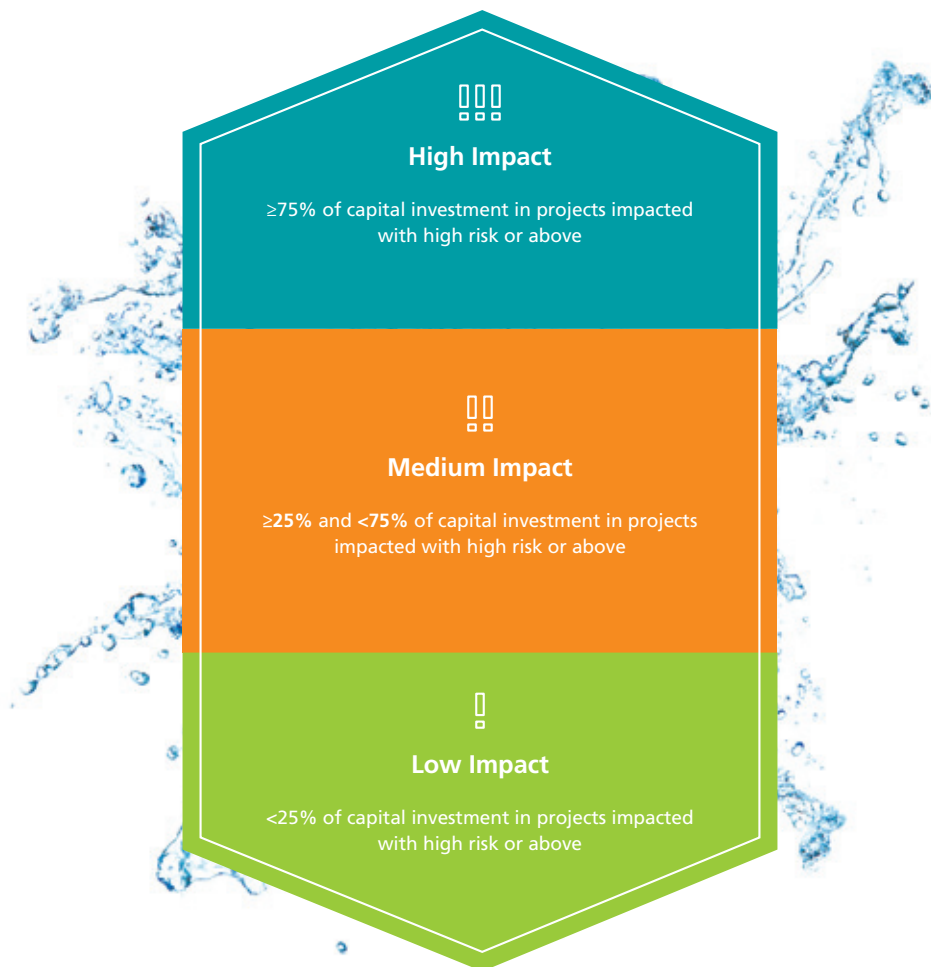 High Impact
≥75% of capital investment in projects impacted
with high risk or above
Medium Impact
≥25% and <75% of capital investment in projects
impacted with high risk or above
Low Impact
<25% of capital investment in projects impacted
with high risk or above